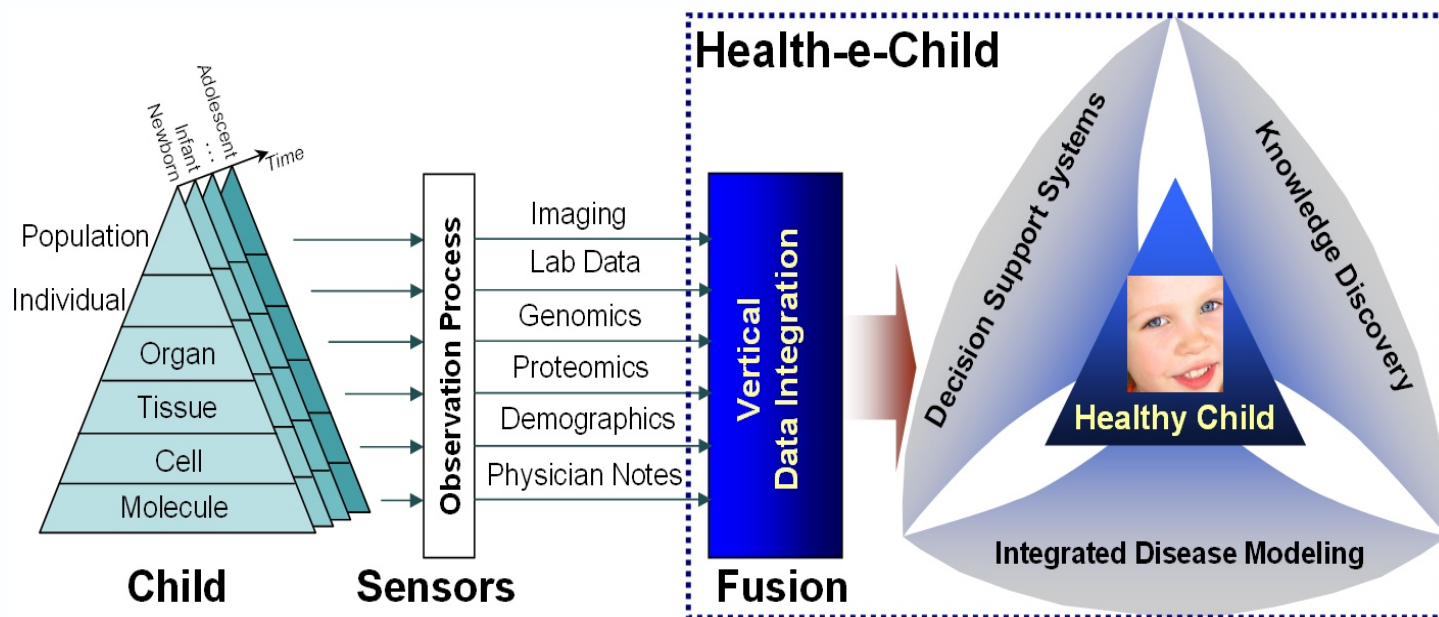 Health-e-Child
Newborn
Infant
...
Adolescent
Time
Population
Individual
Organ
Tissue
Cell
Molecule
Child
Observation Process
Sensors
Imaging
Lab Data
Genomics
Proteomics
Demographics
Physician Notes
Vertical
Data Integration
Fusion
Decision Support Systems
Knowledge Discovery
Healthy Child
Integrated Disease Modeling